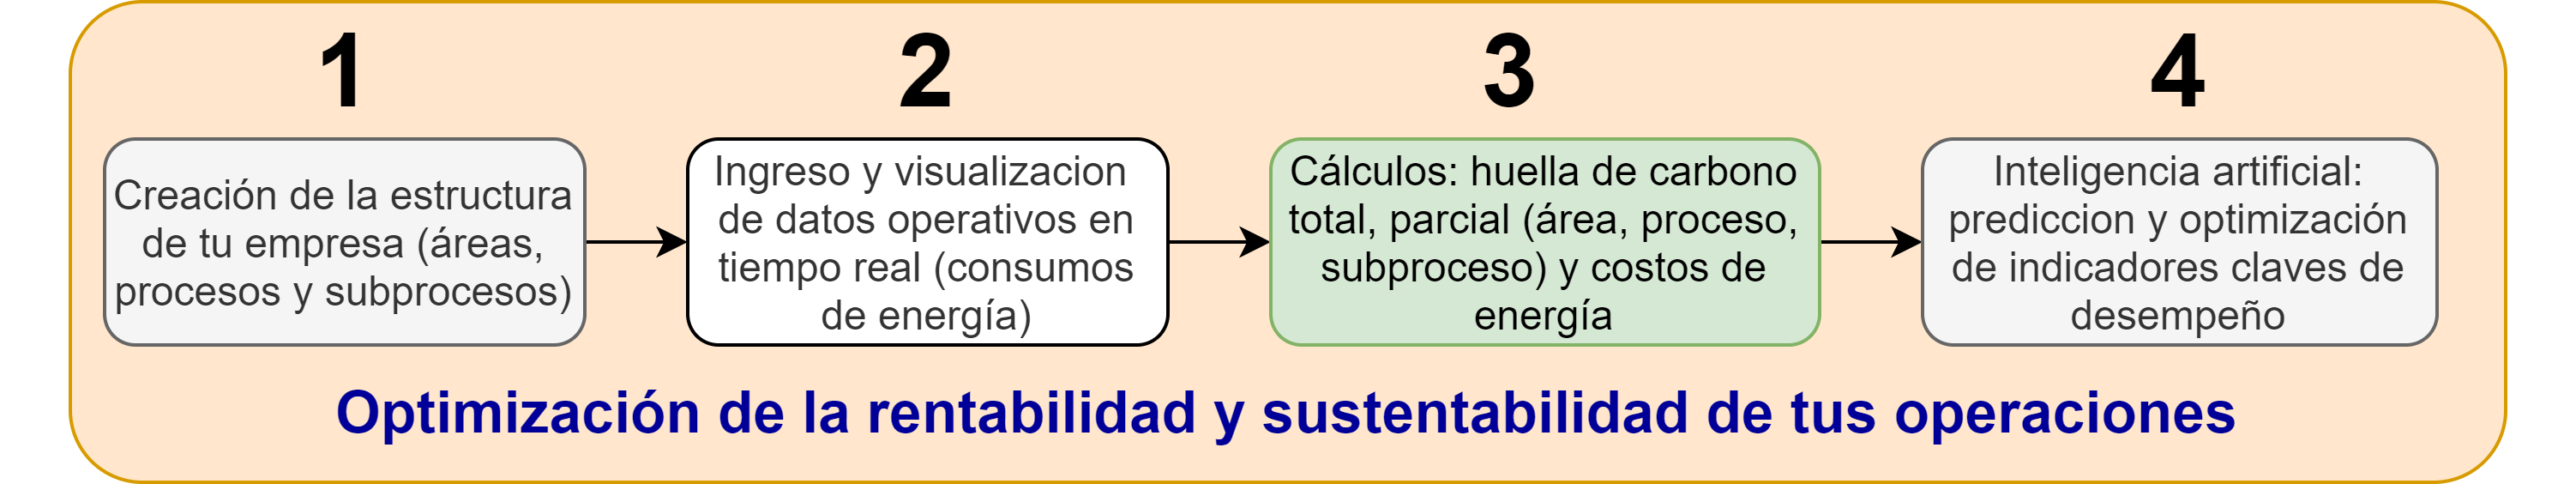 1
Creación de la estructura
de tu empresa (áreas,
procesos y subprocesos)
2
Ingreso y visualizacion
de datos operativos en
tiempo real (consumos
de energía)
3
Cálculos: huella de carbono
total, parcial (área, proceso,
subproceso) y costos de
energía
4
Inteligencia artificial:
prediccion y optimización
de indicadores claves de
desempeño
Optimización de la rentabilidad y sustentabilidad de tus operaciones